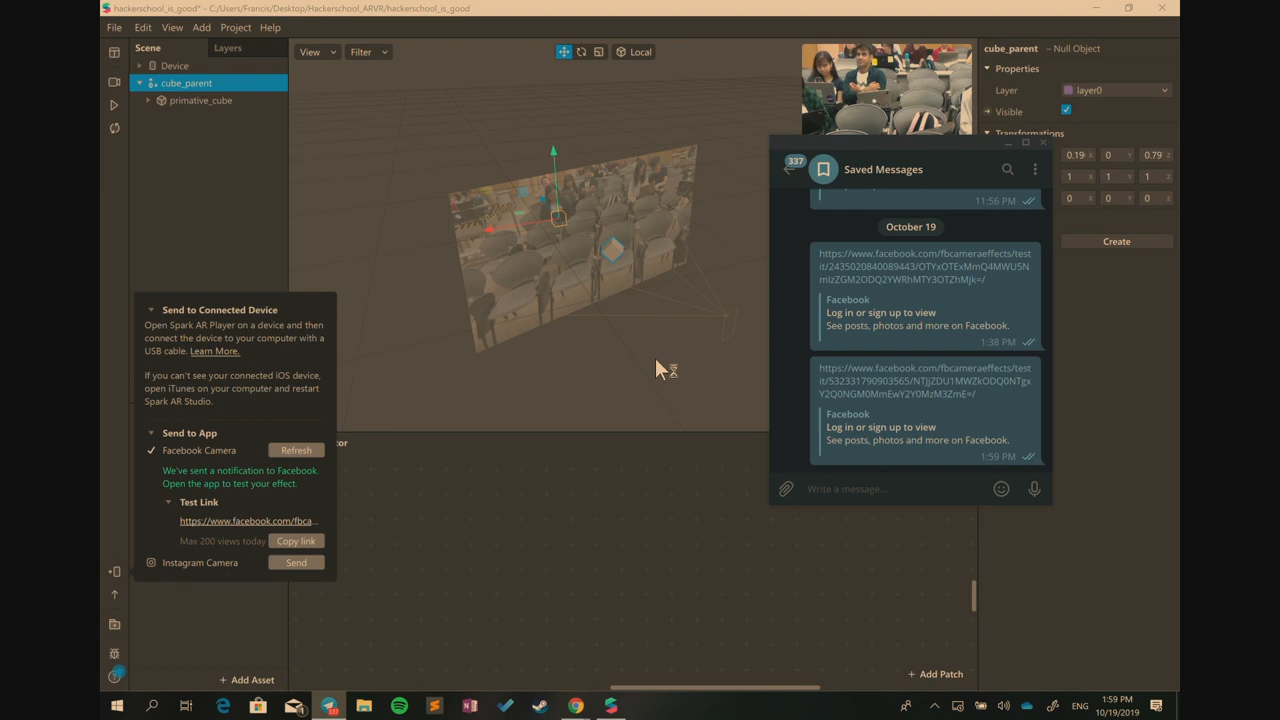 hackerschool_is_good* - C:/Users/Francis/Desktop/Hackerschool_ARVR/hackerschool_is_good
File Edit View Add Project Help
Scene Layers
Device
cube_parent
primative_cube
View Filter Local
cube_parent – Null Object
Properties
Layer layer0
Visible
Transformations
0.19 X 0 Y 0.79 Z
1 X 1 Y 1 Z
0 X 0 Y 0 Z
Create
337
Saved Messages
11:56 PM
October 19
https://www.facebook.com/fbcameraeffects/test
it/2435020840089443/OTYxOTExMmQ4MWU5N
mIzZGM2ODQ2YWRhMTY3OTZhMjk=/
Facebook
Log in or sign up to view
See posts, photos and more on Facebook.
1:38 PM
https://www.facebook.com/fbcameraeffects/test
it/532331790903565/NTJjZDU1MWZkODQ0NTgx
Y2Q0NGM0MmEwY2Y0MzM3ZmE=/
Facebook
Log in or sign up to view
See posts, photos and more on Facebook.
1:59 PM
Write a message...
Send to Connected Device
Open Spark AR Player on a device and then
connect the device to your computer with a
USB cable. Learn More.
If you can't see your connected iOS device,
open iTunes on your computer and restart
Spark AR Studio.
Send to App
Facebook Camera Refresh
We've sent a notification to Facebook.
Open the app to test your effect.
Test Link
https://www.facebook.com/fbca...
Max 200 views today Copy link
Instagram Camera Send
tor
+ Add Asset
+ Add Patch
337
ENG
1:59 PM
10/19/2019